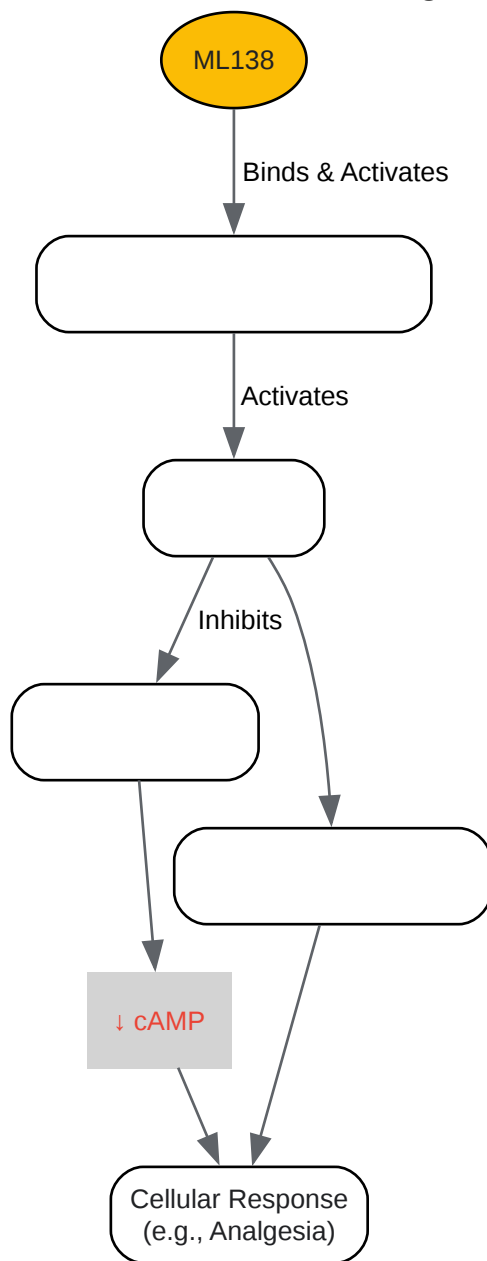 ML138
Binds & Activates
Activates
Inhibits
↓ cAMP
Cellular Response
(e.g., Analgesia)